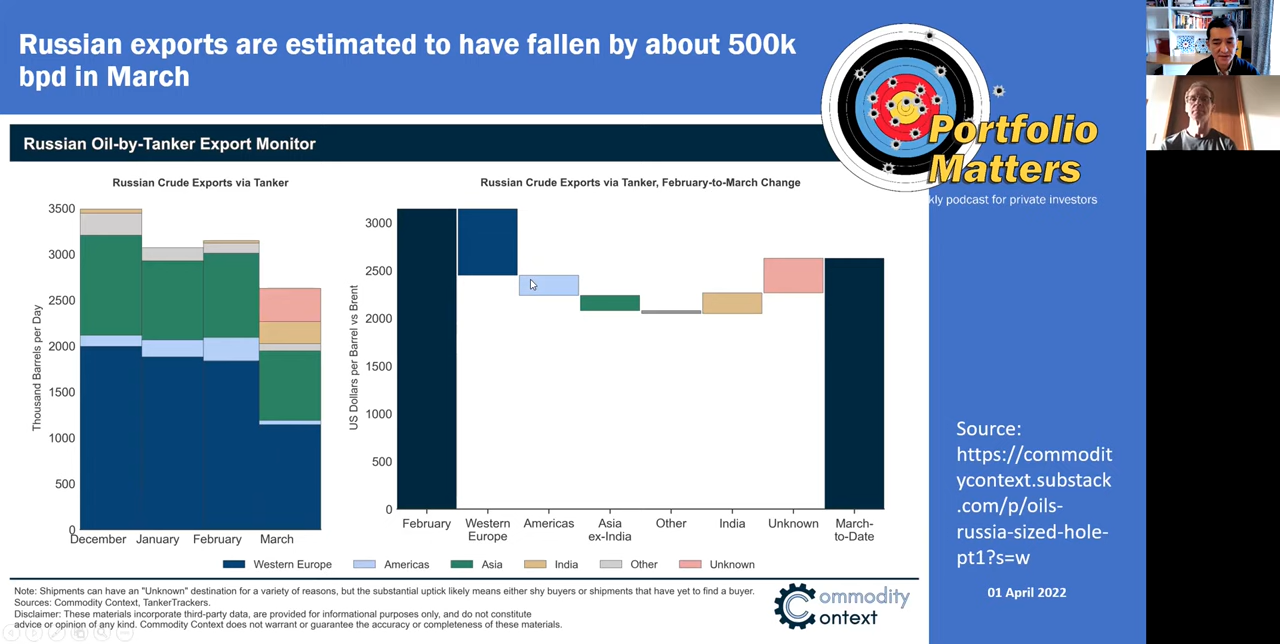 Russian exports are estimated to have fallen by about 500k
bpd in March
Portfolio
Matters
kly podcast for private investors
Russian Oil-by-Tanker Export Monitor
Russian Crude Exports via Tanker
Thousand Barrels per Day
3500
3000
2500
2000
1500
1000
500
0
December January February March
Russian Crude Exports via Tanker, February-to-March Change
US Dollars per Barrel vs Brent
3000
2500
2000
1500
1000
500
0
February Western Americas Asia Other India Unknown March-
Europe ex-India to-Date
Western Europe Americas Asia India Other Unknown
Note: Shipments can have an "Unknown" destination for a variety of reasons, but the substantial uptick likely means either shy buyers or shipments that have yet to find a buyer.
Sources: Commodity Context, TankerTrackers.
Disclaimer: These materials incorporate third-party data, are provided for informational purposes only, and do not constitute
advice or opinion of any kind. Commodity Context does not warrant or guarantee the accuracy or completeness of these materials.
Commodity
Context
Source:
https://commodit
ycontext.substack
.com/p/oils-
russia-sized-hole-
pt1?s=w
01 April 2022